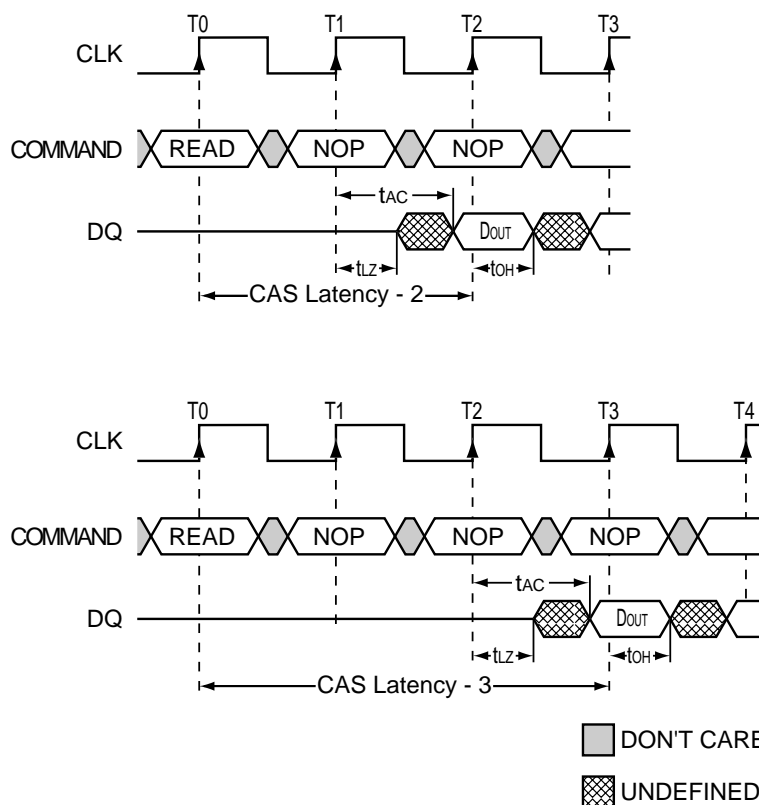 T0 T1 T2 T3
CLK
COMMAND READ NOP NOP
tAC
DQ DOUT
tLZ tOH
CAS Latency - 2
T0 T1 T2 T3 T4
CLK
COMMAND READ NOP NOP NOP
tAC
DQ DOUT
tLZ tOH
CAS Latency - 3
DON'T CARE
UNDEFINED